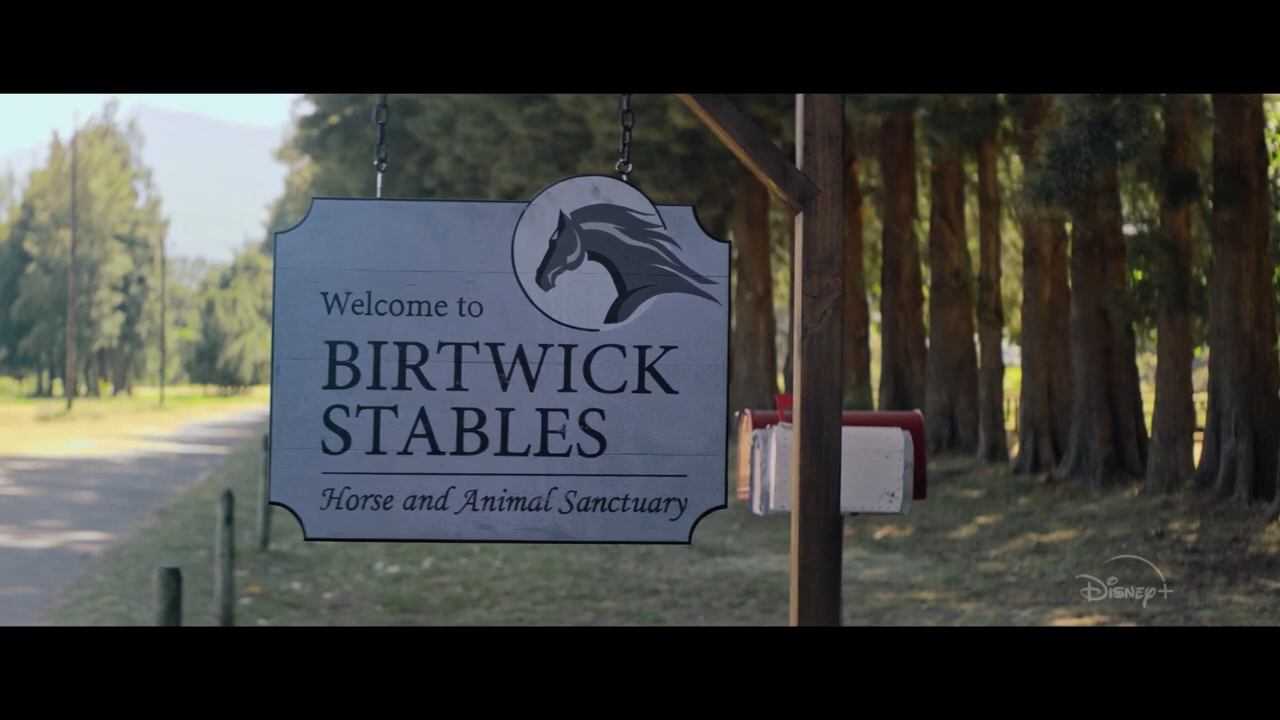 Welcome to
BIRTWICK
STABLES
Horse and Animal Sanctuary
Disney+